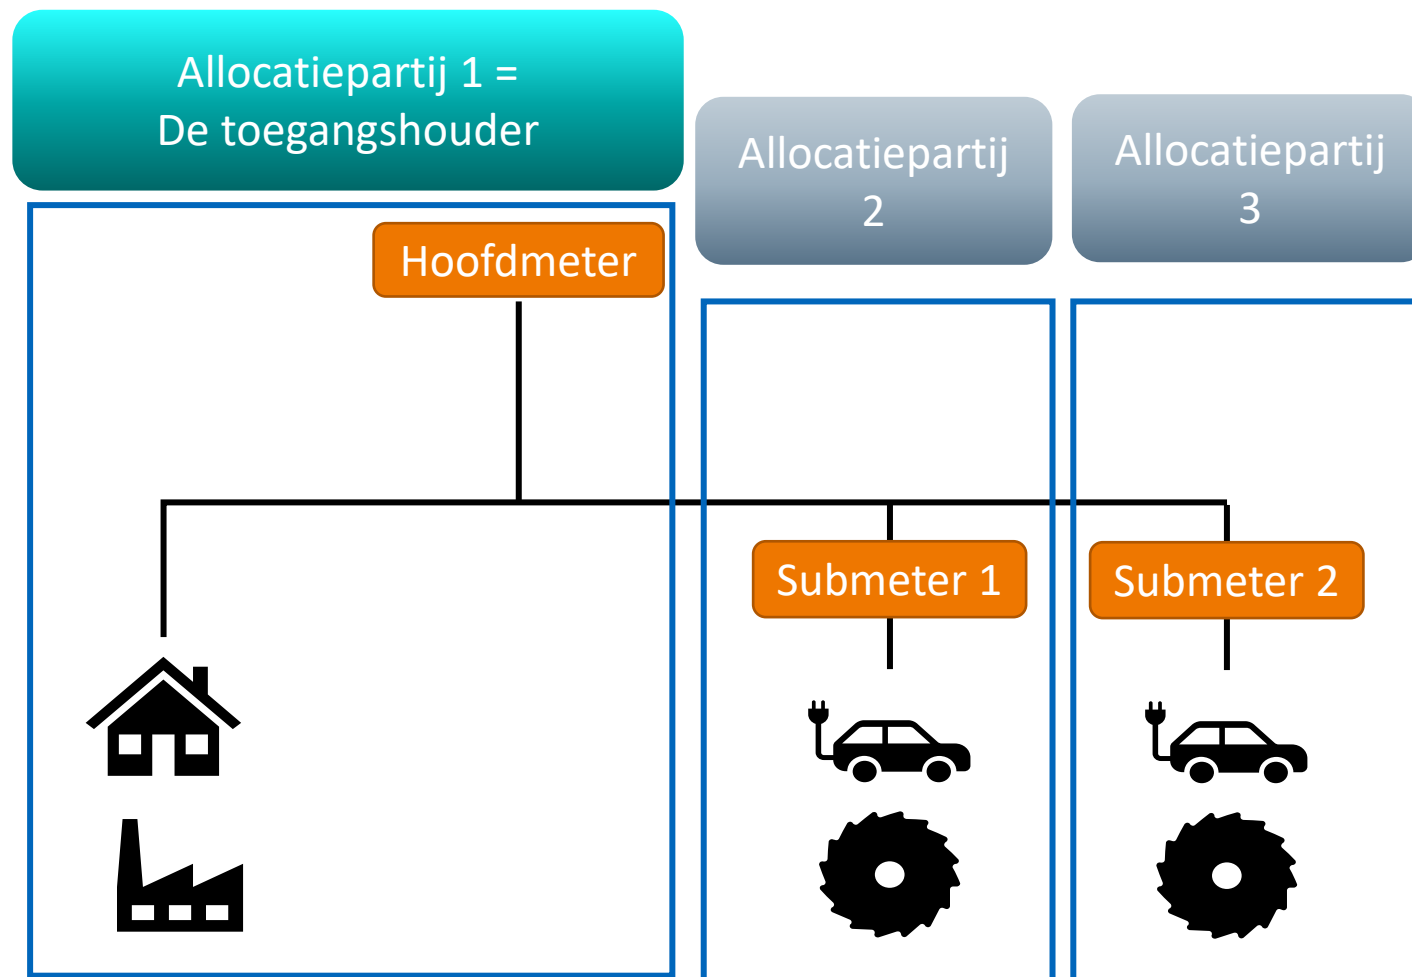 Allocatiepartij 1 =
De toegangshouder
Allocatiepartij
2
Allocatiepartij
3
Hoofdmeter
Submeter 1
Submeter 2